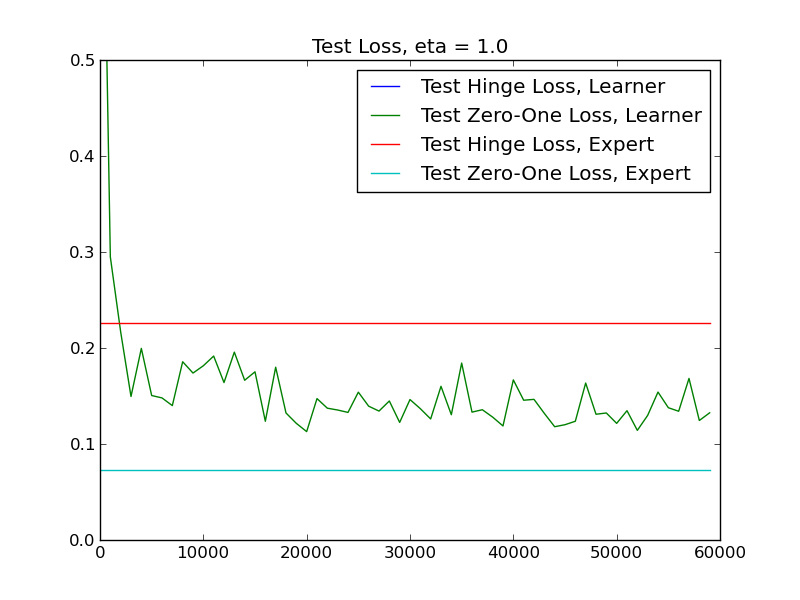 Test Loss, eta = 1.0
0.5
Test Hinge Loss, Learner
Test Zero-One Loss, Learner
Test Hinge Loss, Expert
Test Zero-One Loss, Expert
0.4
0.3
0.2
0.1
0.0
0 10000 20000 30000 40000 50000 60000